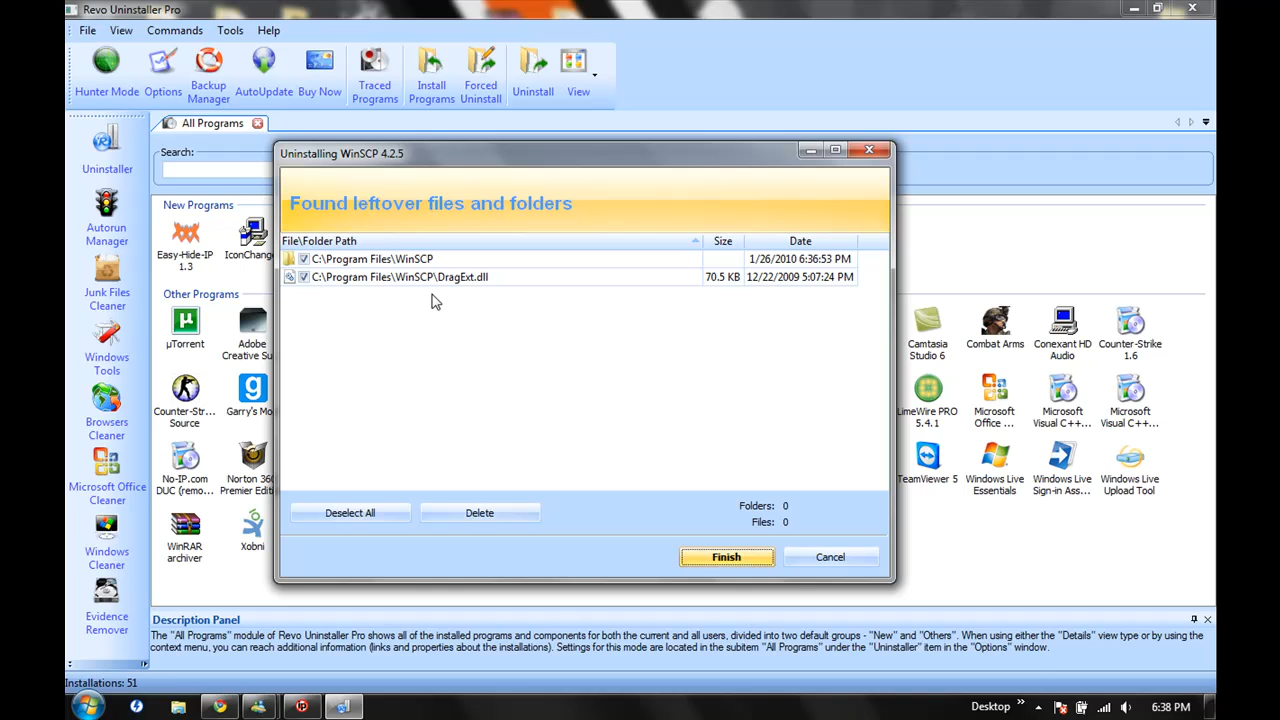 Revo Uninstaller Pro
File View Commands Tools Help
Hunter Mode Options Backup Manager AutoUpdate Buy Now Traced Programs Install Programs Forced Uninstall Uninstall View
All Programs
Uninstaller
Autorun Manager
Junk Files Cleaner
Windows Tools
Browsers Cleaner
Microsoft Office Cleaner
Windows Cleaner
Evidence Remover
Search:
New Programs
Easy-Hide-IP 1.3
IconChang
Other Programs
µTorrent
Adobe Creative Su
Counter-Str... Source
Garry's Mo
No-IP.com DUC (remo...
Norton 360 Premier Editi
WinRAR archiver
Xobni
Uninstalling WinSCP 4.2.5
Found leftover files and folders
File\Folder Path Size Date
C:\Program Files\WinSCP 1/26/2010 6:36:53 PM
C:\Program Files\WinSCP\DragExt.dll 70.5 KB 12/22/2009 5:07:24 PM
Deselect All Delete
Folders: 0
Files: 0
Finish Cancel
Camtasia Studio 6
Combat Arms
Conexant HD Audio
Counter-Strike 1.6
LimeWire PRO 5.4.1
Microsoft Office ...
Microsoft Visual C++...
Microsoft Visual C++...
TeamViewer 5
Windows Live Essentials
Windows Live Sign-in Ass...
Windows Live Upload Tool
Description Panel
The "All Programs" module of Revo Uninstaller Pro shows all of the installed programs and components for both the current and all users, divided into two default groups - "New" and "Others". When using either the "Details" view type or by using the
context menu, you can reach additional information (links and properties about the installations). Settings for this mode are located in the subitem "All Programs" under the "Uninstaller" item in the "Options" window.
Installations: 51
Desktop » 6:38 PM